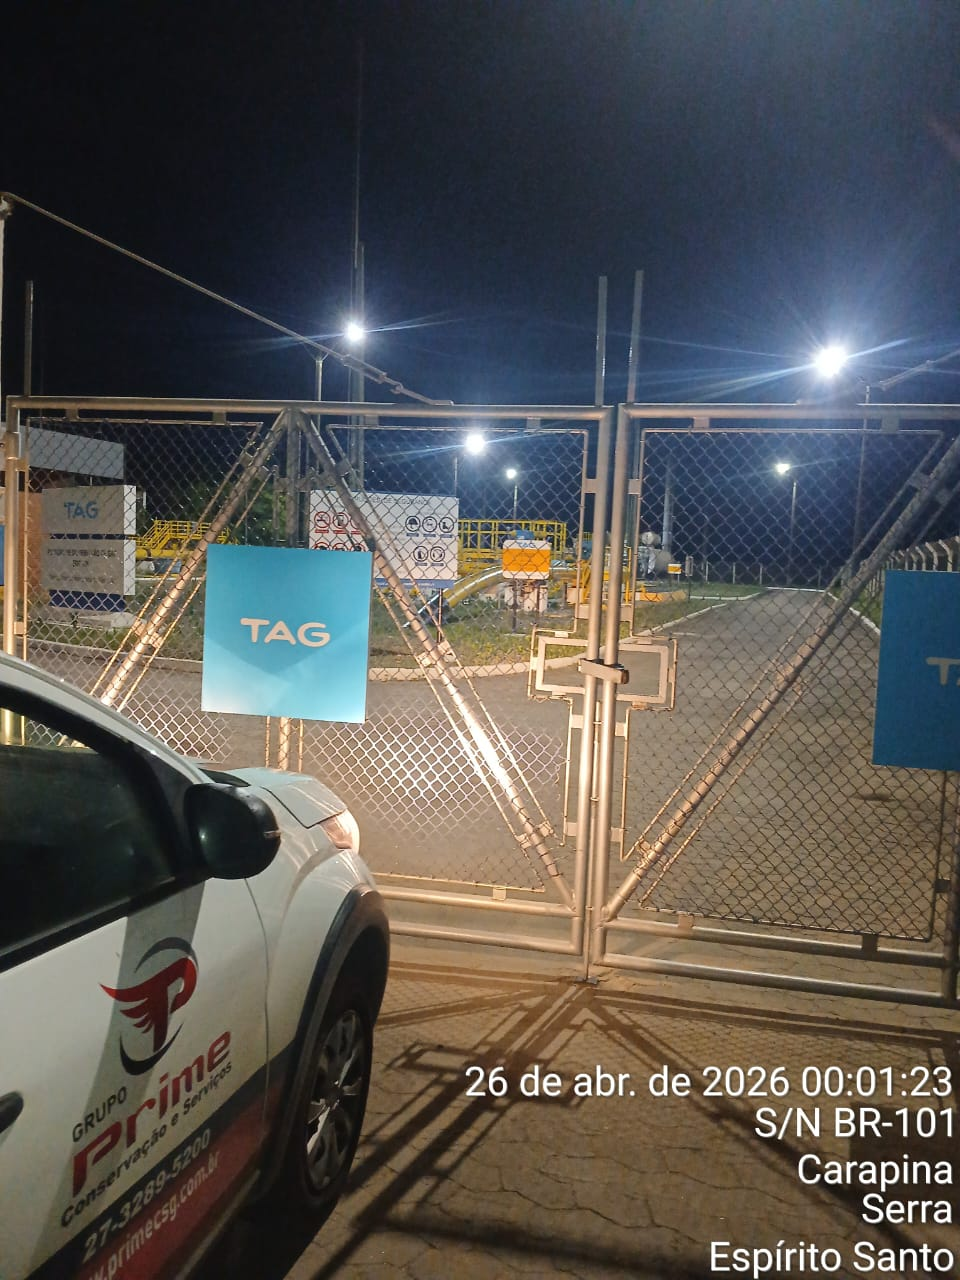 TAG
TAG
TA
GRUPO
Prime
Conservação e Serviços
27-3289-5200
www.primecsg.com.br
26 de abr. de 2026 00:01:23
S/N BR-101
Carapina
Serra
Espírito Santo